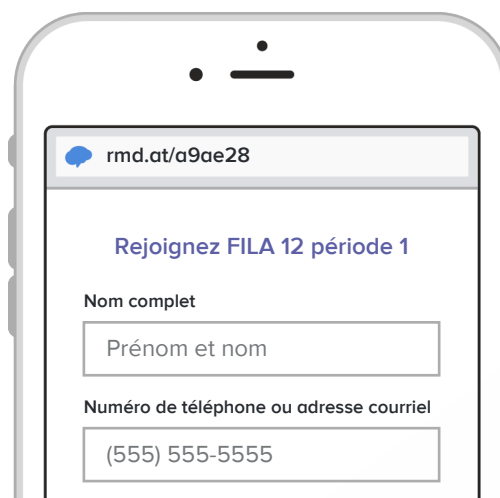 rmd.at/a9ae28
Rejoignez FILA 12 période 1
Nom complet
Prénom et nom
Numéro de téléphone ou adresse courriel
(555) 555-5555